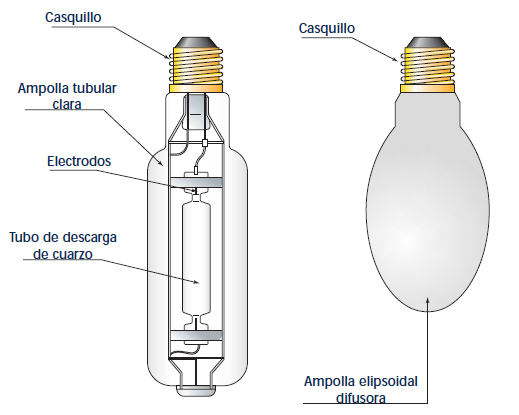 Casquillo
Ampolla tubular
clara
Electrodos
Tubo de descarga
de cuarzo
Casquillo
Ampolla elipsoidal
difusora